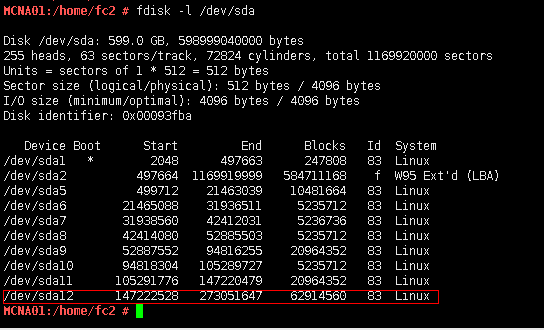 MCNA01:/home/fc2 # fdisk -l /dev/sda
Disk /dev/sda: 599.0 GB, 598999040000 bytes
255 heads, 63 sectors/track, 72824 cylinders, total 1169920000 sectors
Units = sectors of 1 * 512 = 512 bytes
Sector size (logical/physical): 512 bytes / 4096 bytes
I/O size (minimum/optimal): 4096 bytes / 4096 bytes
Disk identifier: 0x00093fba
Device Boot Start End Blocks Id System
/dev/sda1 * 2048 497663 247808 83 Linux
/dev/sda2 497664 1169919999 584711168 f W95 Ext'd (LBA)
/dev/sda5 499712 21463039 10481664 83 Linux
/dev/sda6 21465088 31936511 5235712 83 Linux
/dev/sda7 31938560 42412031 5236736 83 Linux
/dev/sda8 42414080 52885503 5235712 83 Linux
/dev/sda9 52887552 94816255 20964352 83 Linux
/dev/sda10 94818304 105289727 5235712 83 Linux
/dev/sda11 105291776 147220479 20964352 83 Linux
/dev/sda12 147222528 273051647 62914560 83 Linux
MCNA01:/home/fc2 #